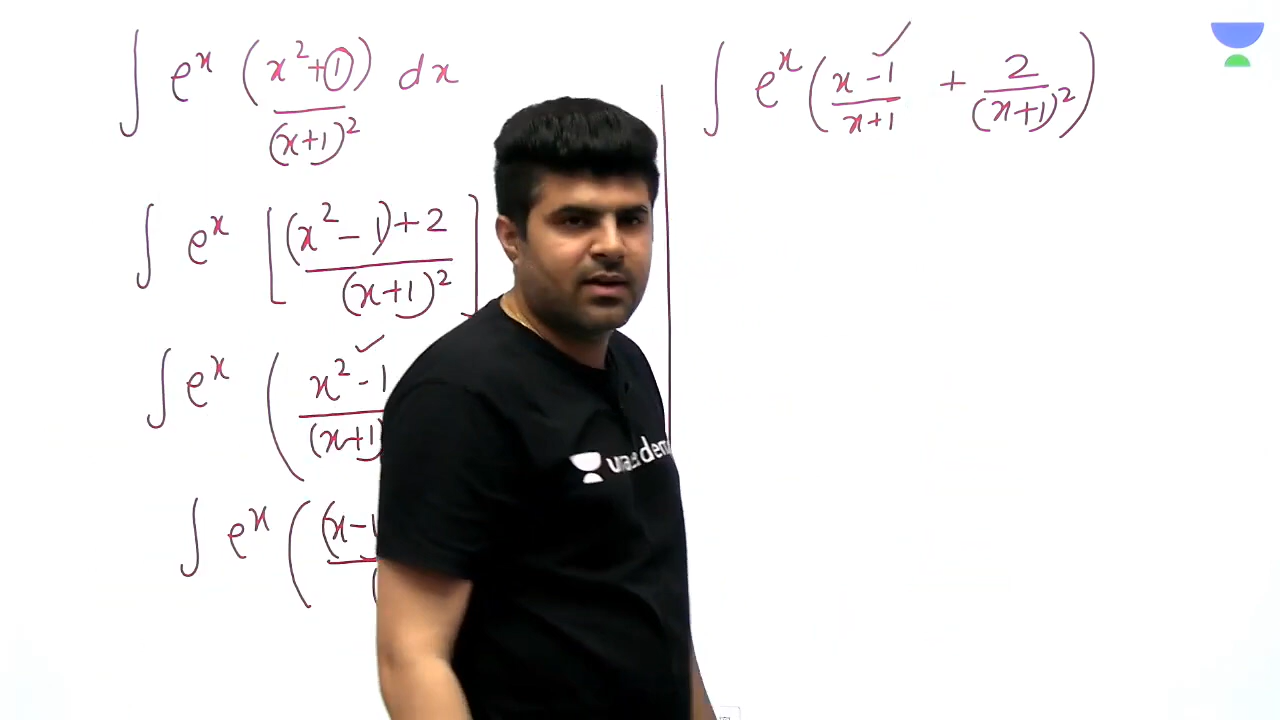 ∫ eˣ (x²+1)/(x+1)² dx
∫ eˣ [(x²-1)+2/(x+1)²]
∫ eˣ (x²-1/(x+1)
∫ eˣ ((x-1
∫ eˣ (x-1/x+1 + 2/(x+1)²)